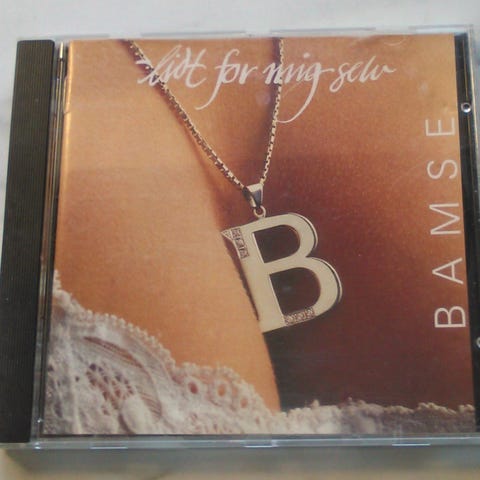 lidt for mig selv
BAMSE
B